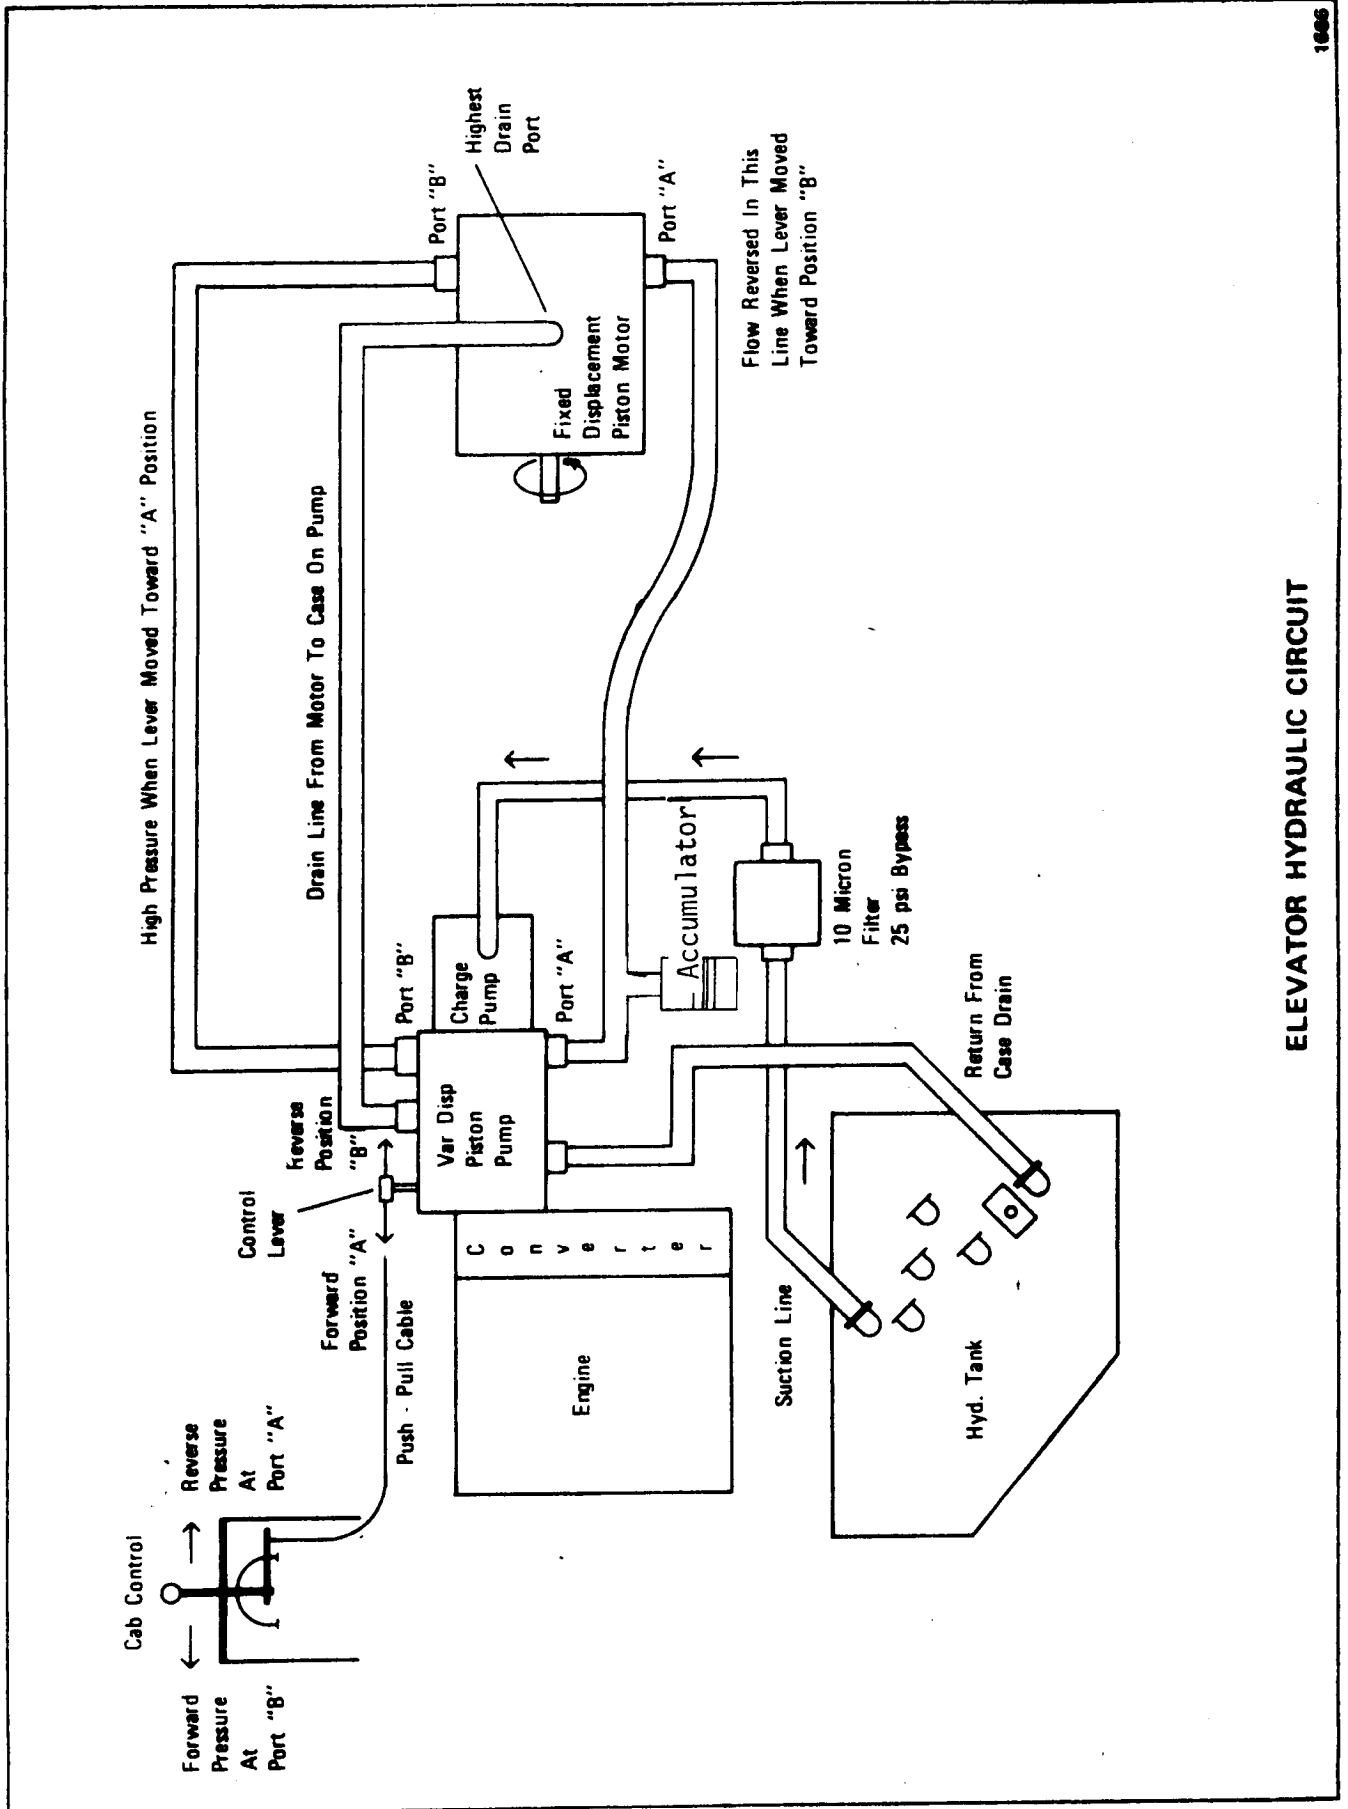 1686
Cab Control
Forward
Pressure
At
Port "B"
Reverse
Pressure
At
Port "A"
Push - Pull Cable
Forward
Position "A"
Control
Lever
Reverse
Position
"B"
High Pressure When Lever Moved Toward "A" Position
Drain Line From Motor To Case On Pump
Port "B"
Highest
Drain
Port
Port "B"
Charge
Pump
Var Disp
Piston
Pump
Port "A"
Fixed
Displacement
Piston Motor
Port "A"
Flow Reversed In This
Line When Lever Moved
Toward Position "B"
Converter
Engine
Accumulator
10 Micron
Filter
25 psi Bypass
Suction Line
Return From
Case Drain
Hyd. Tank
ELEVATOR HYDRAULIC CIRCUIT